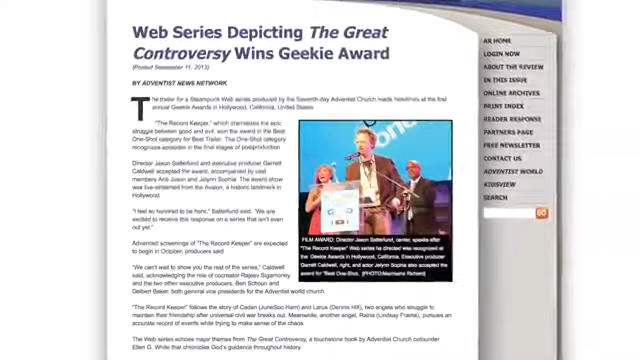 Web Series Depicting The Great
Controversy Wins Geekie Award
(Posted September 11, 2013)
BY ADVENTIST NEWS NETWORK
The trailer for a Steampunk Web series produced by the Seventh-day Adventist Church made headlines at the first
annual Geekie Awards in Hollywood, California, United States.
"The Record Keeper," which chronicles the epic
struggle between good and evil, won the award in the Best
One-Shot category for Best Trailer. The One-Shot category
recognizes episodes in the final stages of postproduction.
Director Jason Satterlund and executive producer Garrett
Caldwell accepted the award, accompanied by cast
members Aris Juson and Jelynn Sophia. The award show
was live-streamed from the Avalon, a historic landmark in
Hollywood.
"I feel so honored to be here," Satterlund said. "We are
excited to receive this response on a series that isn't even
out yet."
Advanced screenings of "The Record Keeper" are expected
to begin in October, producers said.
"We can't wait to show you the rest of the series," Caldwell
said, acknowledging the role of cocreator Rajeev Sigamoney
and the two other executive producers, Ben Schoun and
Delbert Baker, both general vice presidents for the Adventist world church.
"The Record Keeper" follows the story of Cadan (JuneSoo Ham) and Larus (Dennis Hill), two angels who struggle to
maintain their friendship after universal civil war breaks out. Meanwhile, another angel, Raina (Lindsay Frame), pursues an
accurate record of events while trying to make sense of the chaos.
The Web series echoes major themes from The Great Controversy, a touchstone book by Adventist Church cofounder
Ellen G. White that chronicles God's guidance throughout history.
FILM AWARD: Director Jason Satterlund, center, speaks after
"The Record Keeper" Web series he directed was recognized at
the Geekie Awards in Hollywood, California. Executive producer
Garrett Caldwell, right, and actor Jelynn Sophia also accepted the
award for "Best One-Shot. [PHOTO:
AR HOME
LOGIN NOW
ABOUT THE REVIEW
IN THIS ISSUE
ONLINE ARCHIVES
PRINT INDEX
READER RESPONSE
PARTNERS PAGE
FREE NEWSLETTER
CONTACT US
ADVENTIST WORLD
KIDSVIEW
SEARCH
GO